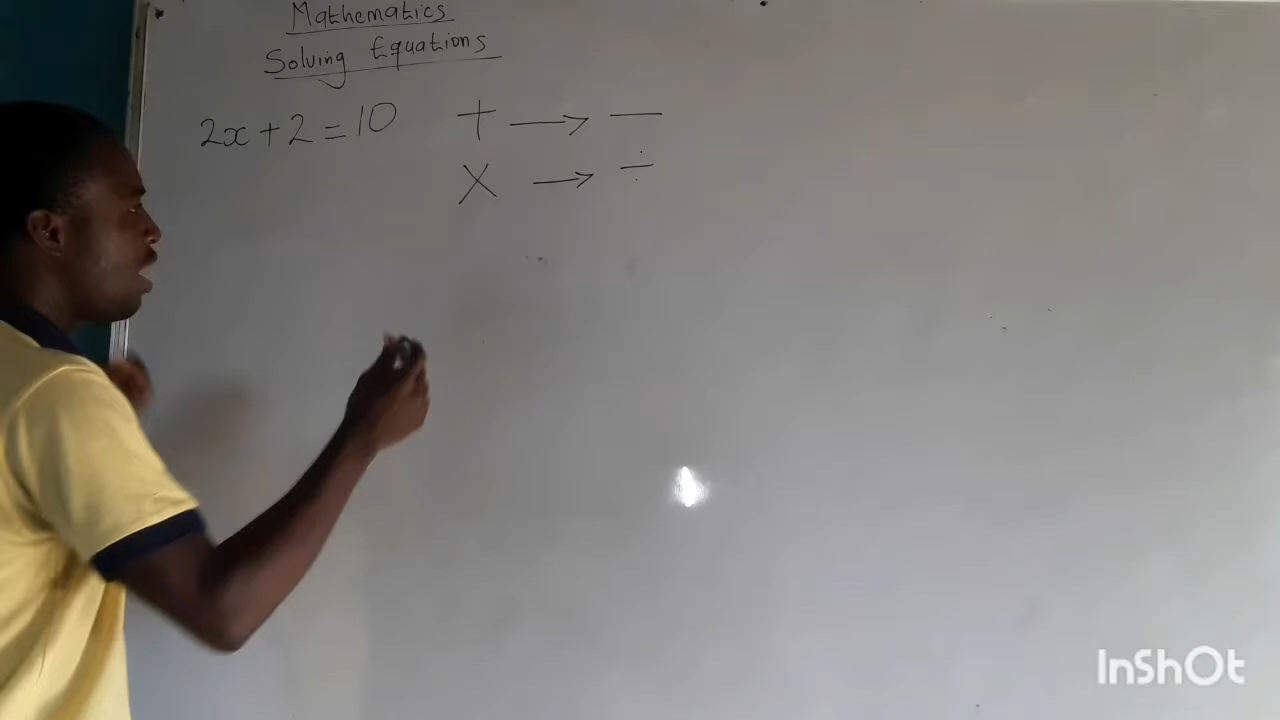 Mathematics
Solving Equations
2x + 2 = 10
+ → −
× → ÷
InShOt